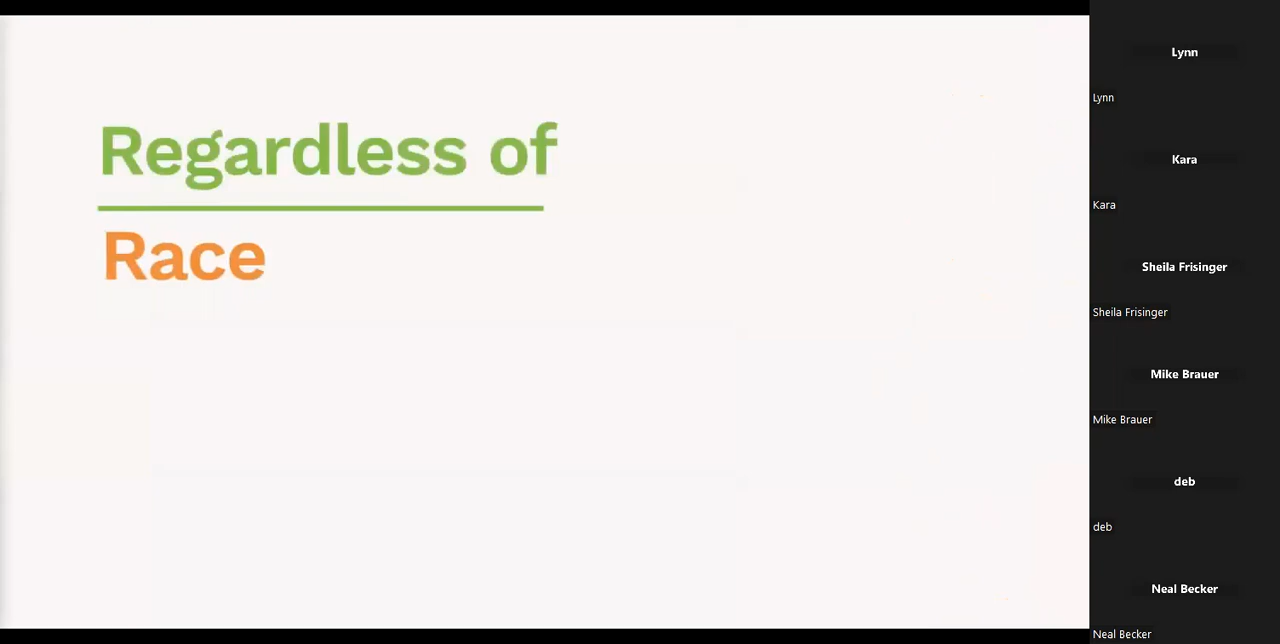 Regardless of
Race
Lynn
Lynn
Kara
Kara
Sheila Frisinger
Sheila Frisinger
Mike Brauer
Mike Brauer
deb
deb
Neal Becker
Neal Becker